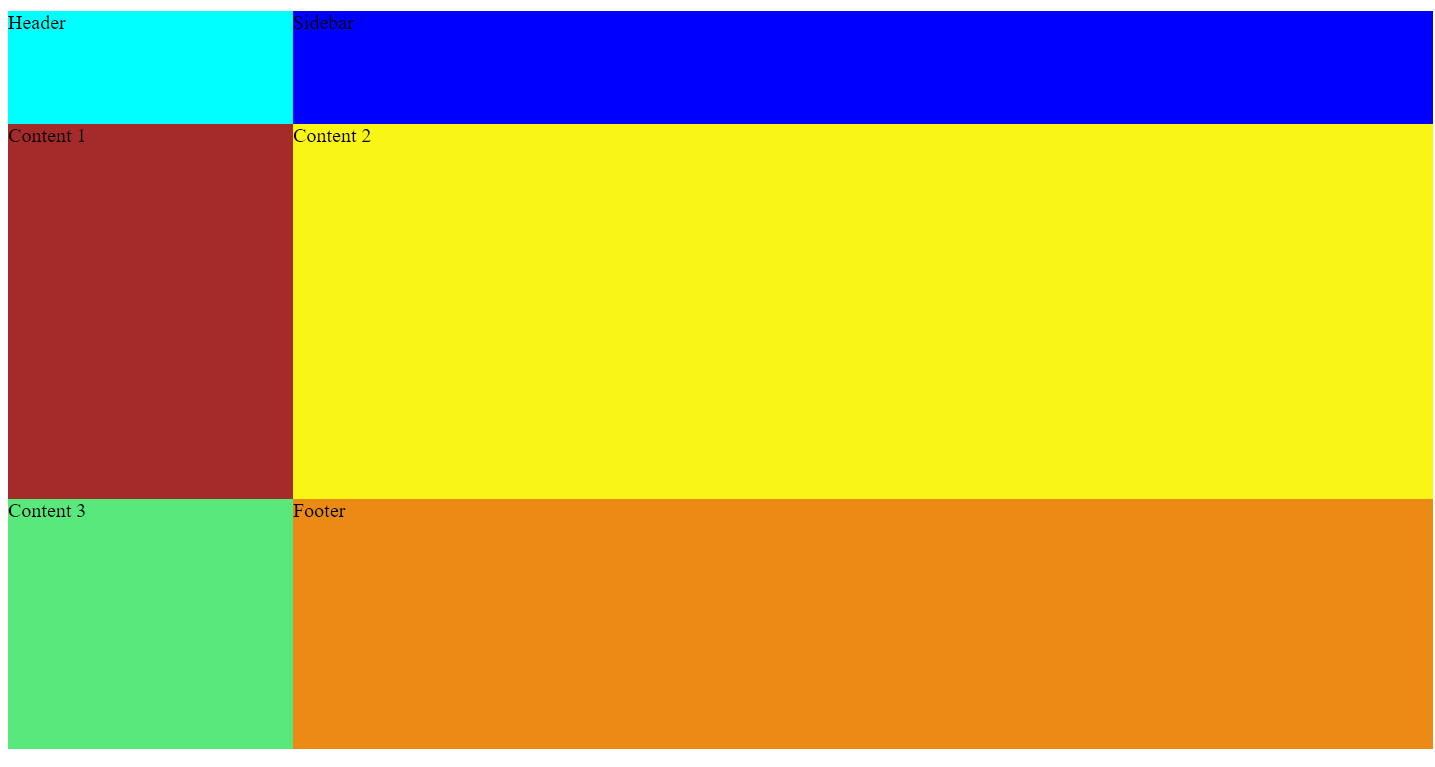 Header
Sidebar
Content 1
Content 2
Content 3
Footer